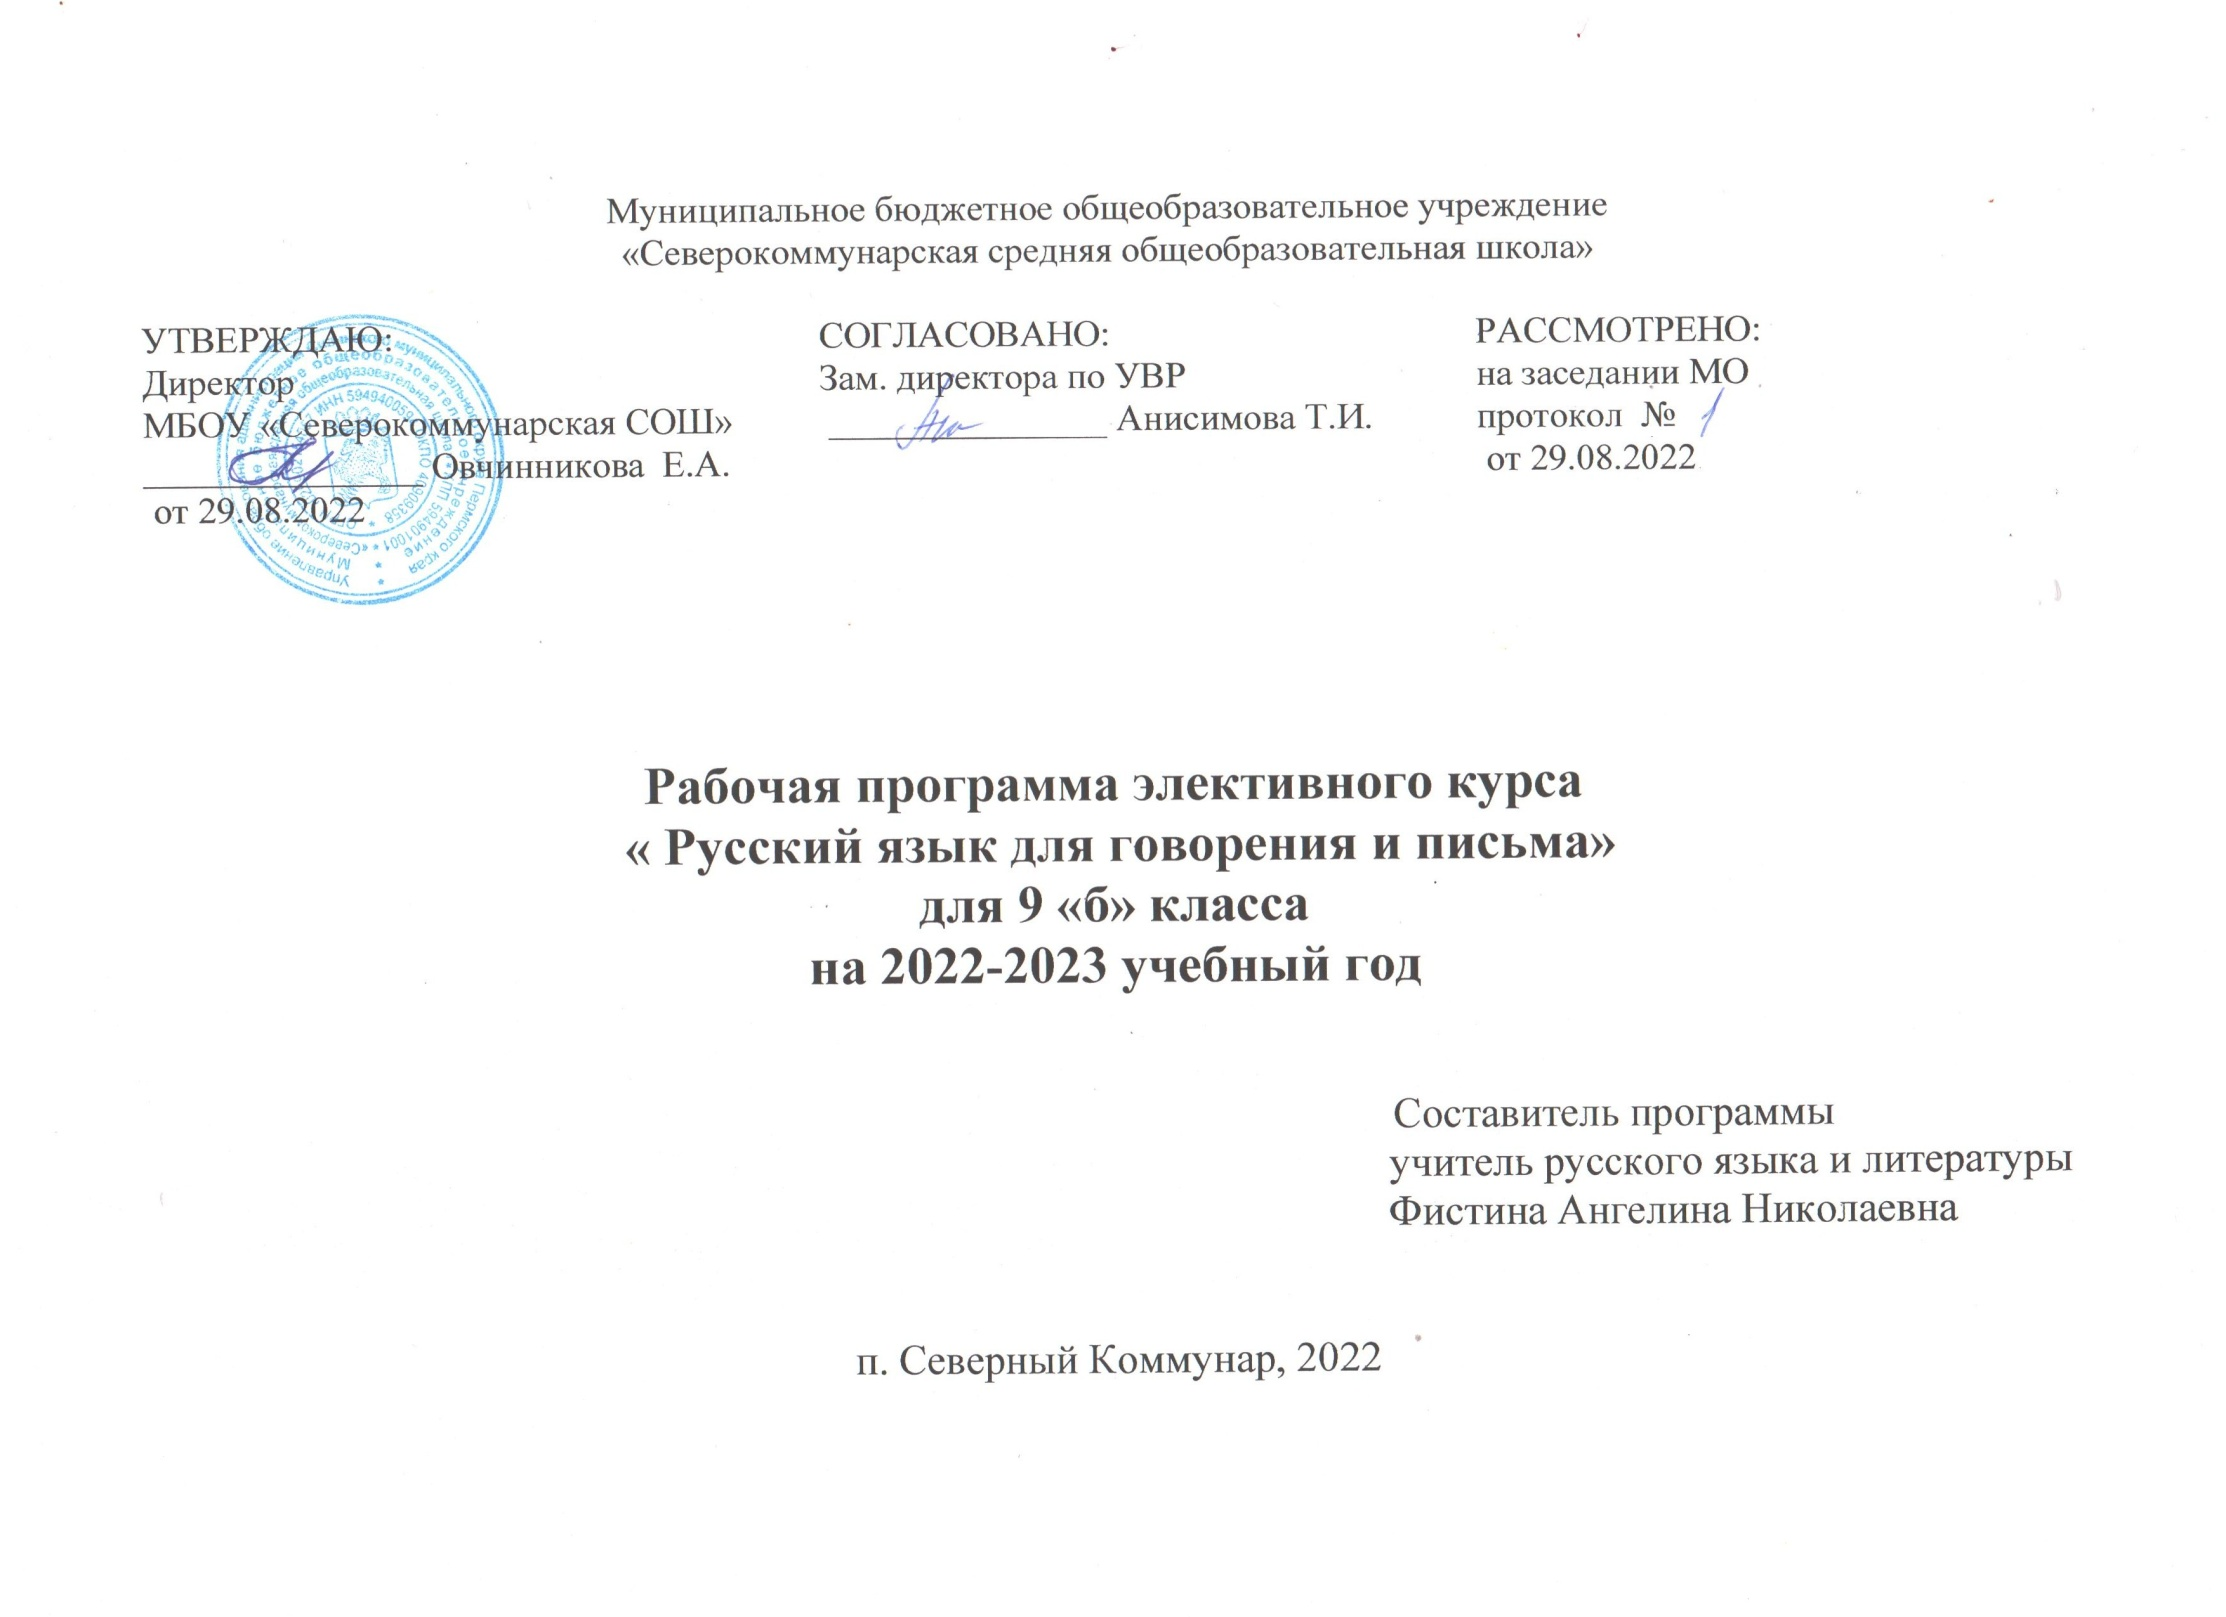 Муниципальное бюджетное общеобразовательное учреждение
«Северокоммунарская средняя общеобразовательная школа»
УТВЕРЖДАЮ:
Директор
МБОУ «Северокоммунарская СОШ»
Овчинникова Е.А.
от 29.08.2022
СОГЛАСОВАНО:
Зам. директора по УВР
Анисимова Т.И.
РАССМОТРЕНО:
на заседании МО
протокол № 1
от 29.08.2022
Рабочая программа элективного курса
« Русский язык для говорения и письма»
для 9 «б» класса
на 2022-2023 учебный год
Составитель программы
учитель русского языка и литературы
Фистина Ангелина Николаевна
п. Северный Коммунар, 2022